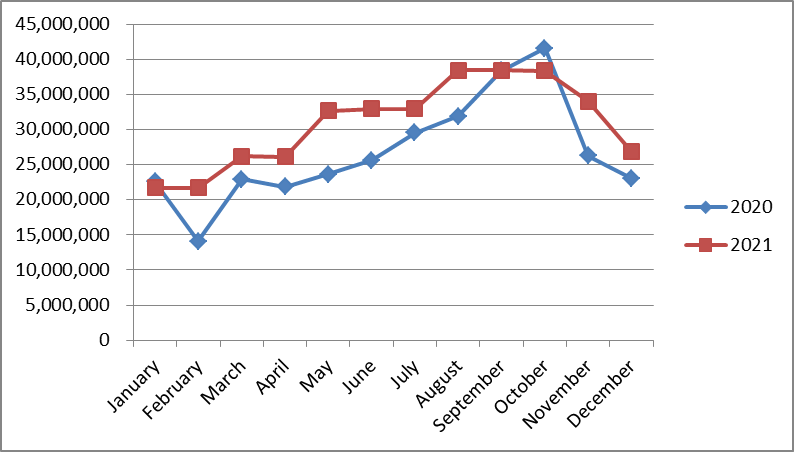 45,000,000
40,000,000
35,000,000
30,000,000
25,000,000
20,000,000
15,000,000
10,000,000
5,000,000
0
January
February
March
April
May
June
July
August
September
October
November
December
2020
2021